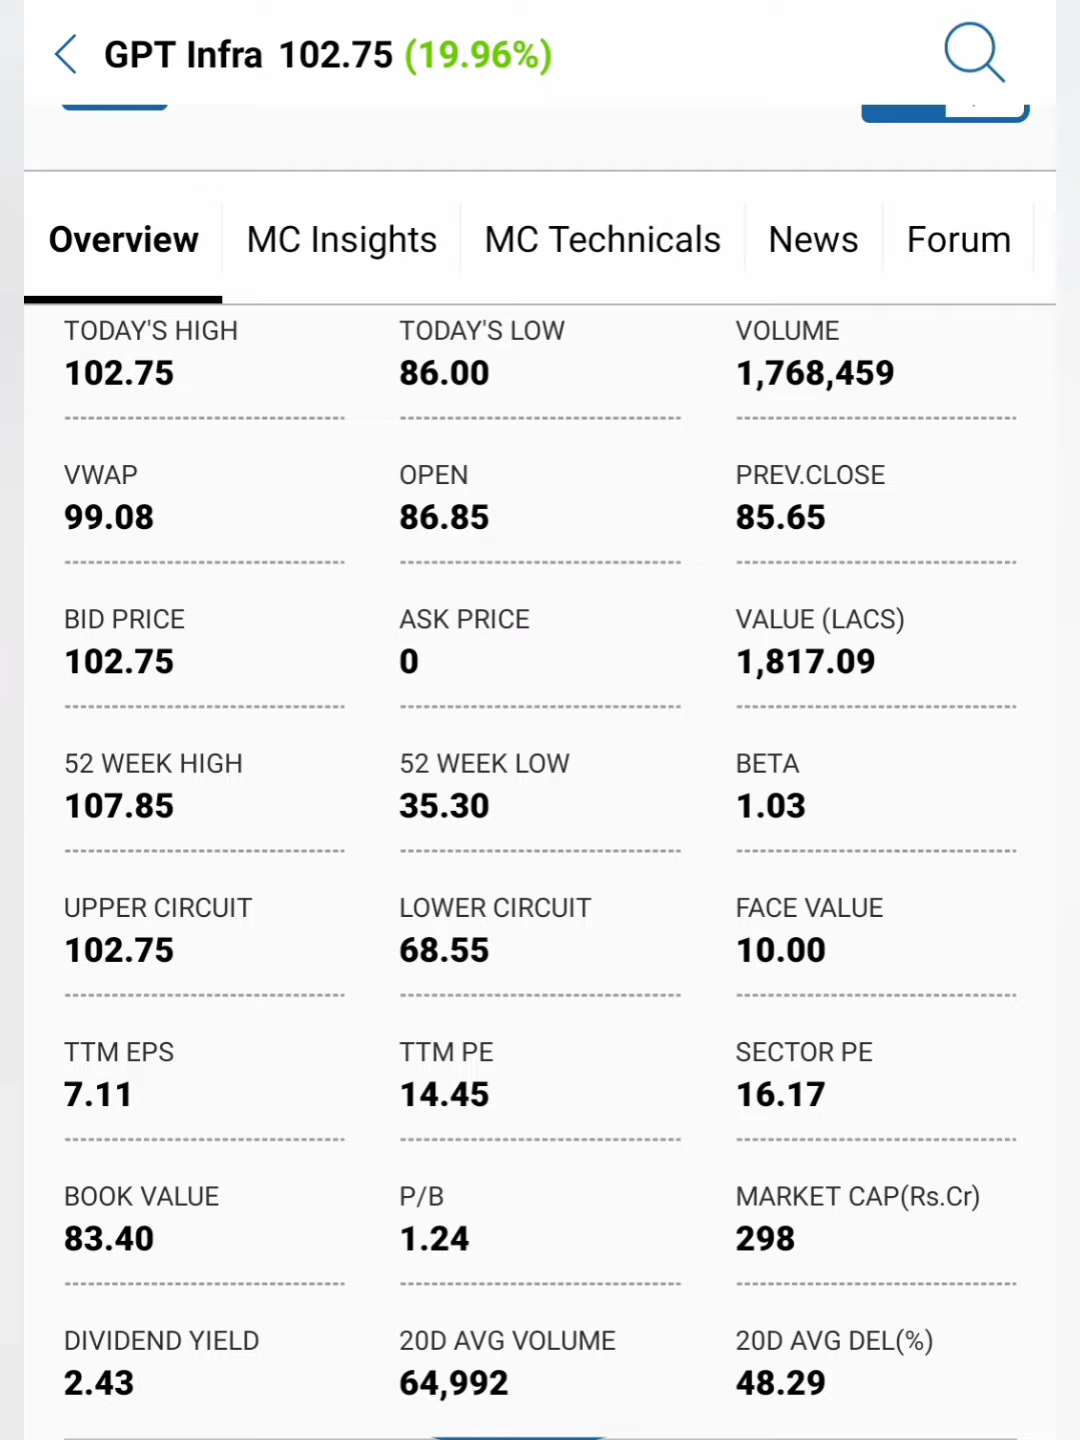 GPT Infra 102.75 (19.96%)
Overview MC Insights MC Technicals News Forum
TODAY'S HIGH TODAY'S LOW VOLUME
102.75 86.00 1,768,459
VWAP OPEN PREV.CLOSE
99.08 86.85 85.65
BID PRICE ASK PRICE VALUE (LACS)
102.75 0 1,817.09
52 WEEK HIGH 52 WEEK LOW BETA
107.85 35.30 1.03
UPPER CIRCUIT LOWER CIRCUIT FACE VALUE
102.75 68.55 10.00
TTM EPS TTM PE SECTOR PE
7.11 14.45 16.17
BOOK VALUE P/B MARKET CAP(Rs.Cr)
83.40 1.24 298
DIVIDEND YIELD 20D AVG VOLUME 20D AVG DEL(%)
2.43 64,992 48.29